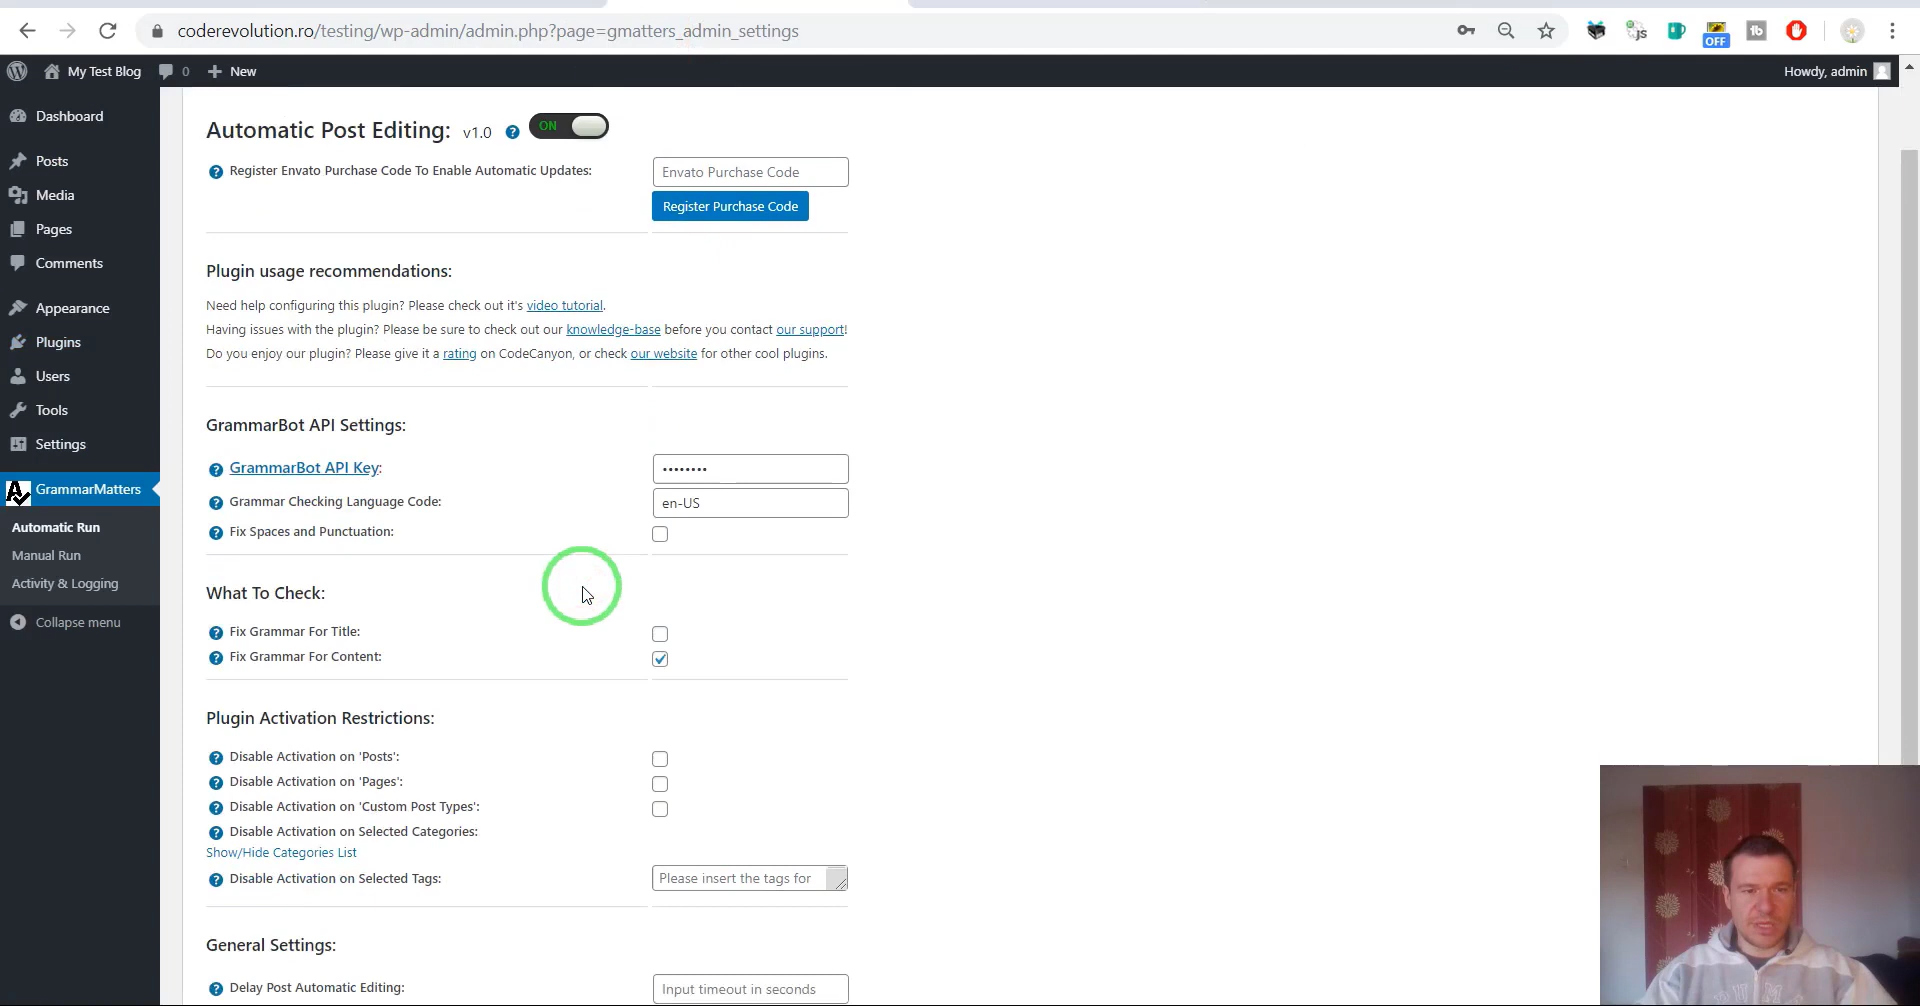 coderevolution.ro/testing/wp-admin/admin.php?page=gmatters_admin_settings
OFF
js
My Test Blog
0
New
Howdy, admin
Dashboard
Posts
Media
Pages
Comments
Appearance
Plugins
Users
Tools
Settings
GrammarMatters
Automatic Run
Manual Run
Activity & Logging
Collapse menu
Automatic Post Editing: v1.0 ? ON
? Register Envato Purchase Code To Enable Automatic Updates: Envato Purchase Code
Register Purchase Code
Plugin usage recommendations:
Need help configuring this plugin? Please check out it's video tutorial.
Having issues with the plugin? Please be sure to check out our knowledge-base before you contact our support!
Do you enjoy our plugin? Please give it a rating on CodeCanyon, or check our website for other cool plugins.
GrammarBot API Settings:
? GrammarBot API Key: ••••••••
? Grammar Checking Language Code: en-US
? Fix Spaces and Punctuation:
What To Check:
? Fix Grammar For Title:
? Fix Grammar For Content:
Plugin Activation Restrictions:
? Disable Activation on 'Posts':
? Disable Activation on 'Pages':
? Disable Activation on 'Custom Post Types':
? Disable Activation on Selected Categories:
Show/Hide Categories List
? Disable Activation on Selected Tags: Please insert the tags for
General Settings:
? Delay Post Automatic Editing: Input timeout in seconds